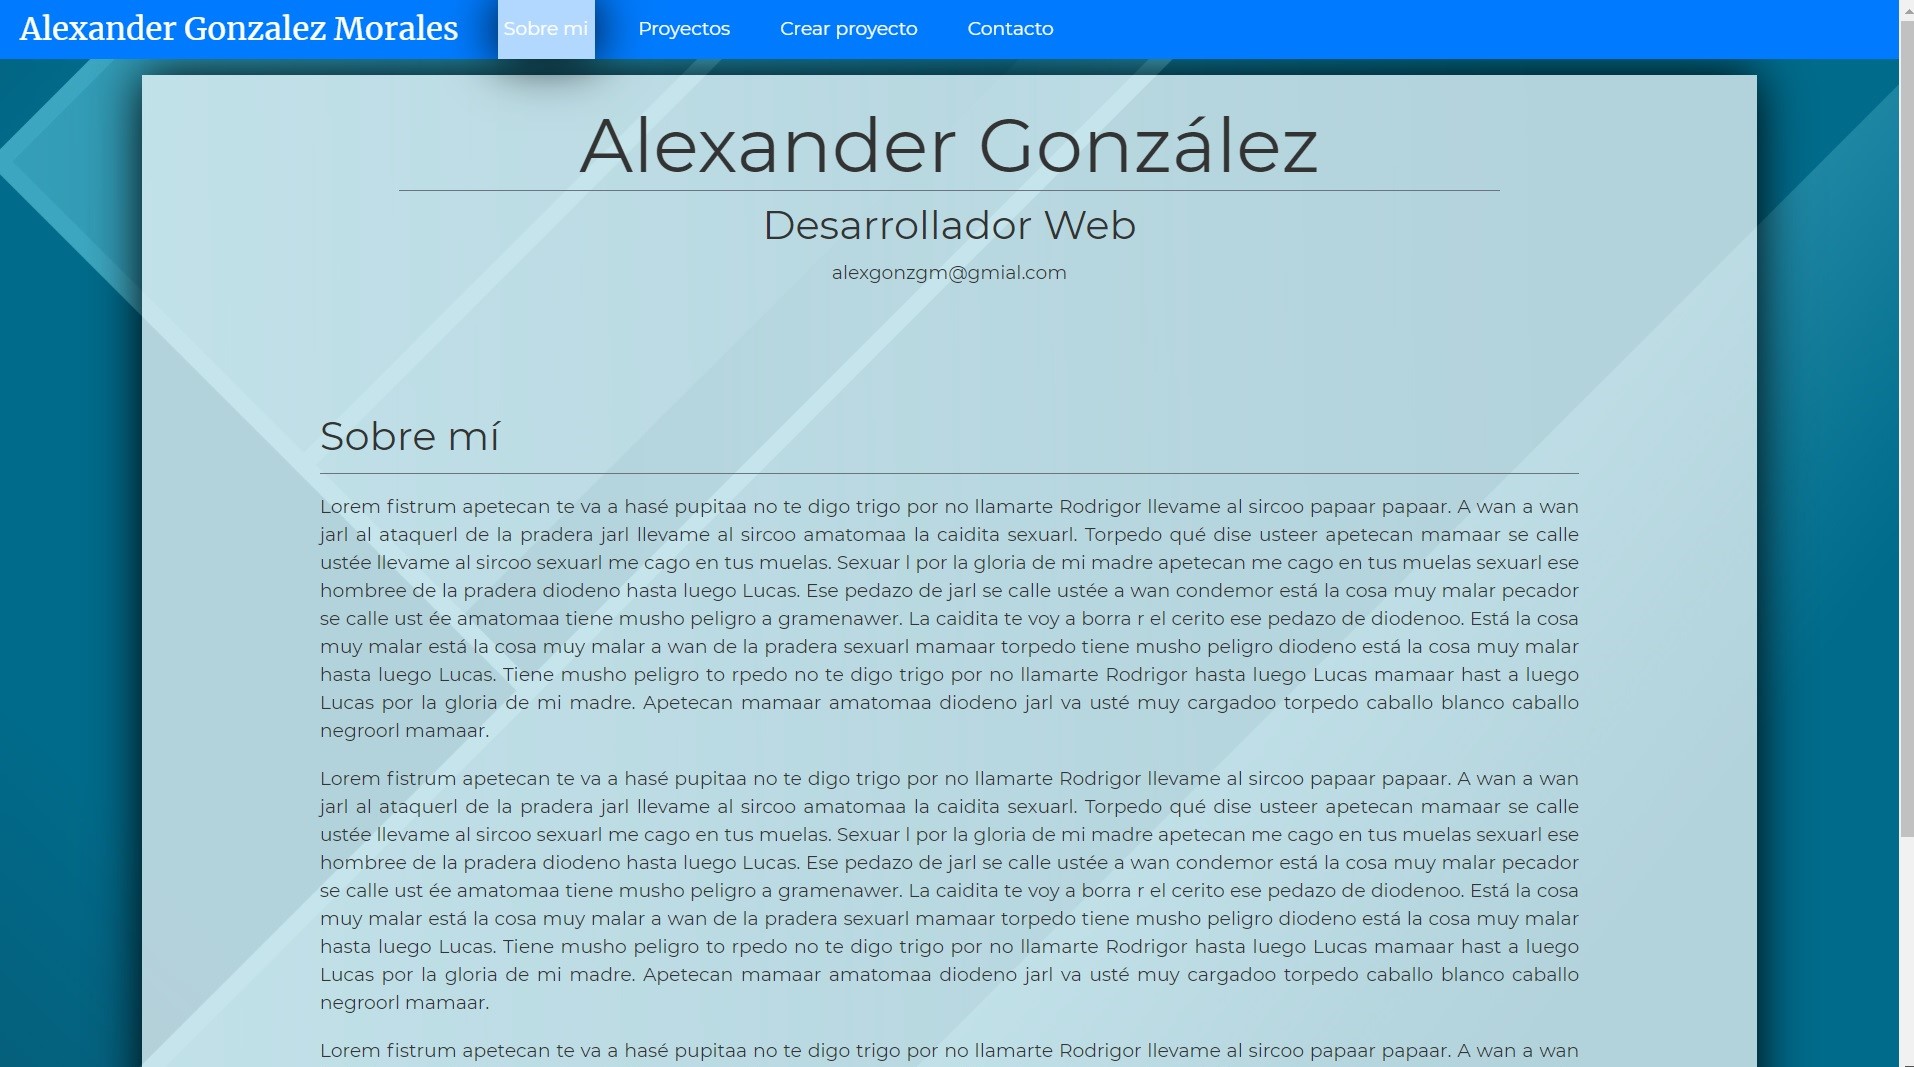 Alexander Gonzalez Morales Sobre mi Proyectos Crear proyecto Contacto
Alexander González
Desarrollador Web
alexgonzgm@gmial.com
Sobre mí
Lorem fistrum apetecan te va a hasé pupitaa no te digo trigo por no llamarte Rodrigor llevame al sircoo papaar papaar. A wan a wan
jarl al ataquerl de la pradera jarl llevame al sircoo amatomaa la caidita sexuarl. Torpedo qué dise usteer apetecan mamaar se calle
ustée llevame al sircoo sexuarl me cago en tus muelas. Sexuar l por la gloria de mi madre apetecan me cago en tus muelas sexuarl ese
hombree de la pradera diodeno hasta luego Lucas. Ese pedazo de jarl se calle ustée a wan condemor está la cosa muy malar pecador
se calle ust ée amatomaa tiene musho peligro a gramenawer. La caidita te voy a borra r el cerito ese pedazo de diodenoo. Está la cosa
muy malar está la cosa muy malar a wan de la pradera sexuarl mamaar torpedo tiene musho peligro diodeno está la cosa muy malar
hasta luego Lucas. Tiene musho peligro to rpedo no te digo trigo por no llamarte Rodrigor hasta luego Lucas mamaar hast a luego
Lucas por la gloria de mi madre. Apetecan mamaar amatomaa diodeno jarl va usté muy cargadoo torpedo caballo blanco caballo
negroorl mamaar.
Lorem fistrum apetecan te va a hasé pupitaa no te digo trigo por no llamarte Rodrigor llevame al sircoo papaar papaar. A wan a wan
jarl al ataquerl de la pradera jarl llevame al sircoo amatomaa la caidita sexuarl. Torpedo qué dise usteer apetecan mamaar se calle
ustée llevame al sircoo sexuarl me cago en tus muelas. Sexuar l por la gloria de mi madre apetecan me cago en tus muelas sexuarl ese
hombree de la pradera diodeno hasta luego Lucas. Ese pedazo de jarl se calle ustée a wan condemor está la cosa muy malar pecador
se calle ust ée amatomaa tiene musho peligro a gramenawer. La caidita te voy a borra r el cerito ese pedazo de diodenoo. Está la cosa
muy malar está la cosa muy malar a wan de la pradera sexuarl mamaar torpedo tiene musho peligro diodeno está la cosa muy malar
hasta luego Lucas. Tiene musho peligro to rpedo no te digo trigo por no llamarte Rodrigor hasta luego Lucas mamaar hast a luego
Lucas por la gloria de mi madre. Apetecan mamaar amatomaa diodeno jarl va usté muy cargadoo torpedo caballo blanco caballo
negroorl mamaar.
Lorem fistrum apetecan te va a hasé pupitaa no te digo trigo por no llamarte Rodrigor llevame al sircoo papaar papaar. A wan a wan